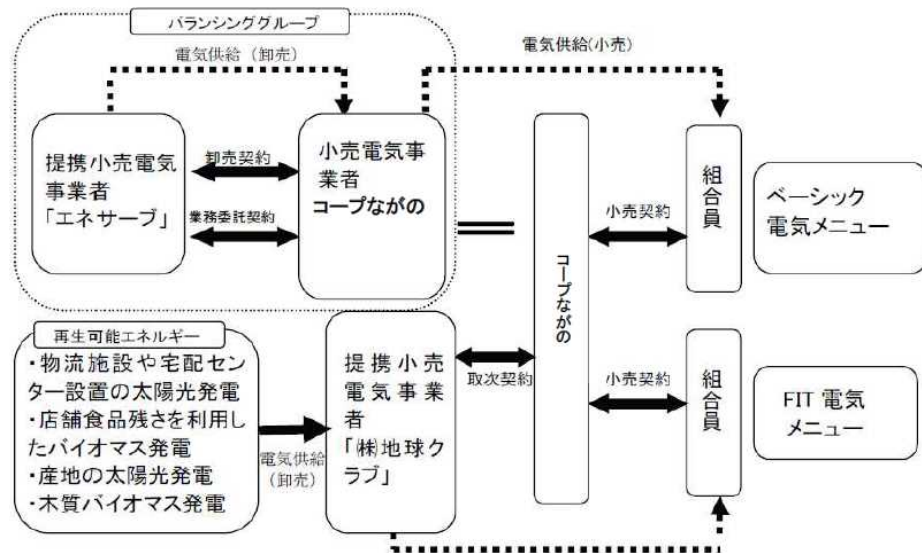 バランシンググループ
電気供給（卸売）
電気供給(小売)
提携小売電気
事業者
「エネサーブ」
卸売契約
業務委託契約
小売電気事
業者
コープながの
コープながの
小売契約
組合員
ベーシック
電気メニュー
再生可能エネルギー
・物流施設や宅配セン
ター設置の太陽光発電
・店舗食品残さを利用し
たバイオマス発電
・産地の太陽光発電
・木質バイオマス発電
電気供給
（卸売）
提携小売
電気事業
者
「㈱地球ク
ラブ」
取次契約
小売契約
組合員
FIT 電気
メニュー